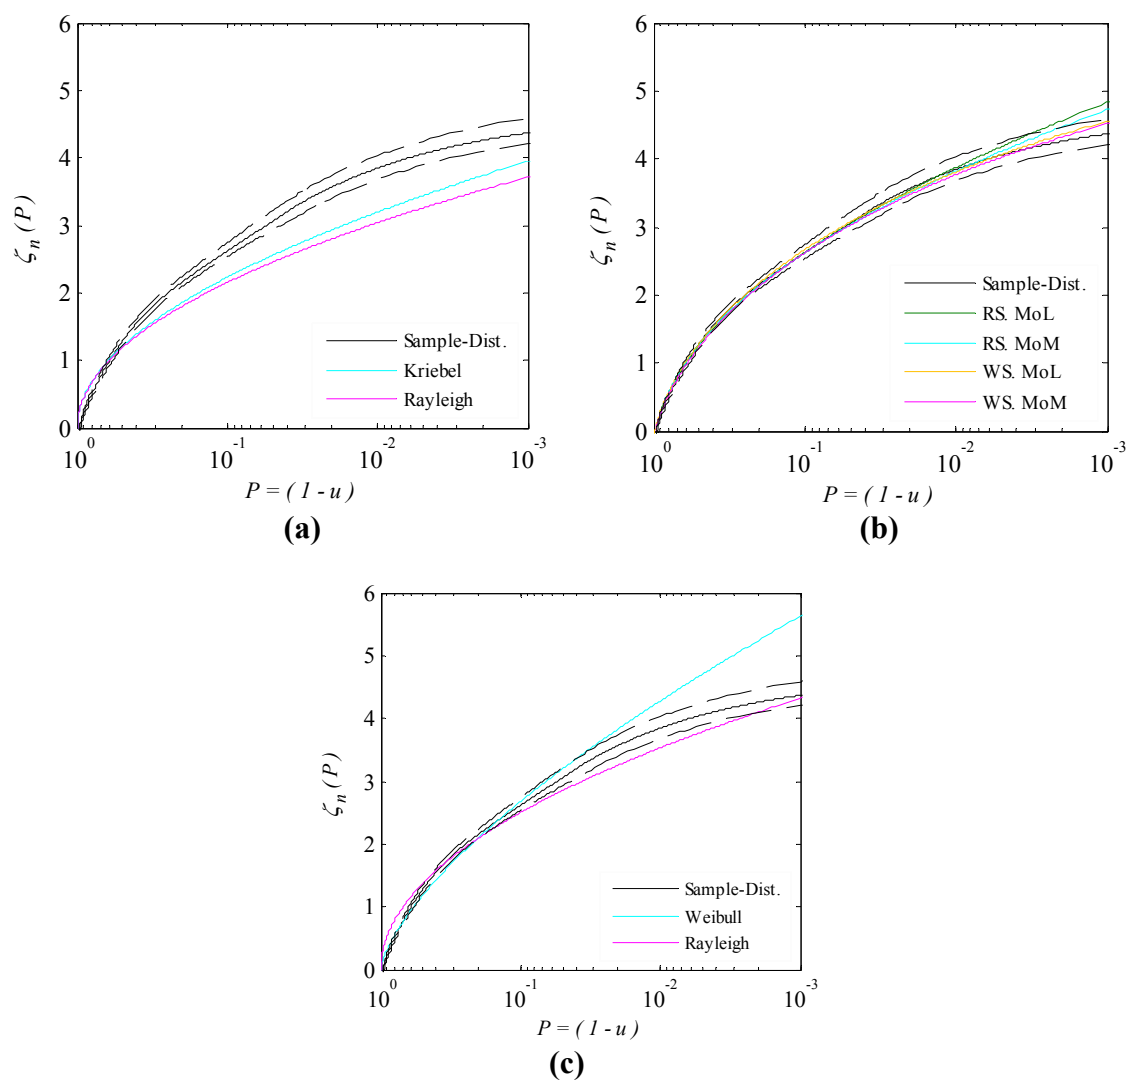 6
5
4
3
2
1
0
ζn (P)
Sample-Dist.
Kriebel
Rayleigh
10^0 10^-1 10^-2 10^-3
P = ( 1 - u )
(a)
6
5
4
3
2
1
0
ζn (P)
Sample-Dist.
RS. MoL
RS. MoM
WS. MoL
WS. MoM
10^0 10^-1 10^-2 10^-3
P = ( 1 - u )
(b)
6
5
4
3
2
1
0
ζn (P)
Sample-Dist.
Weibull
Rayleigh
10^0 10^-1 10^-2 10^-3
P = ( 1 - u )
(c)